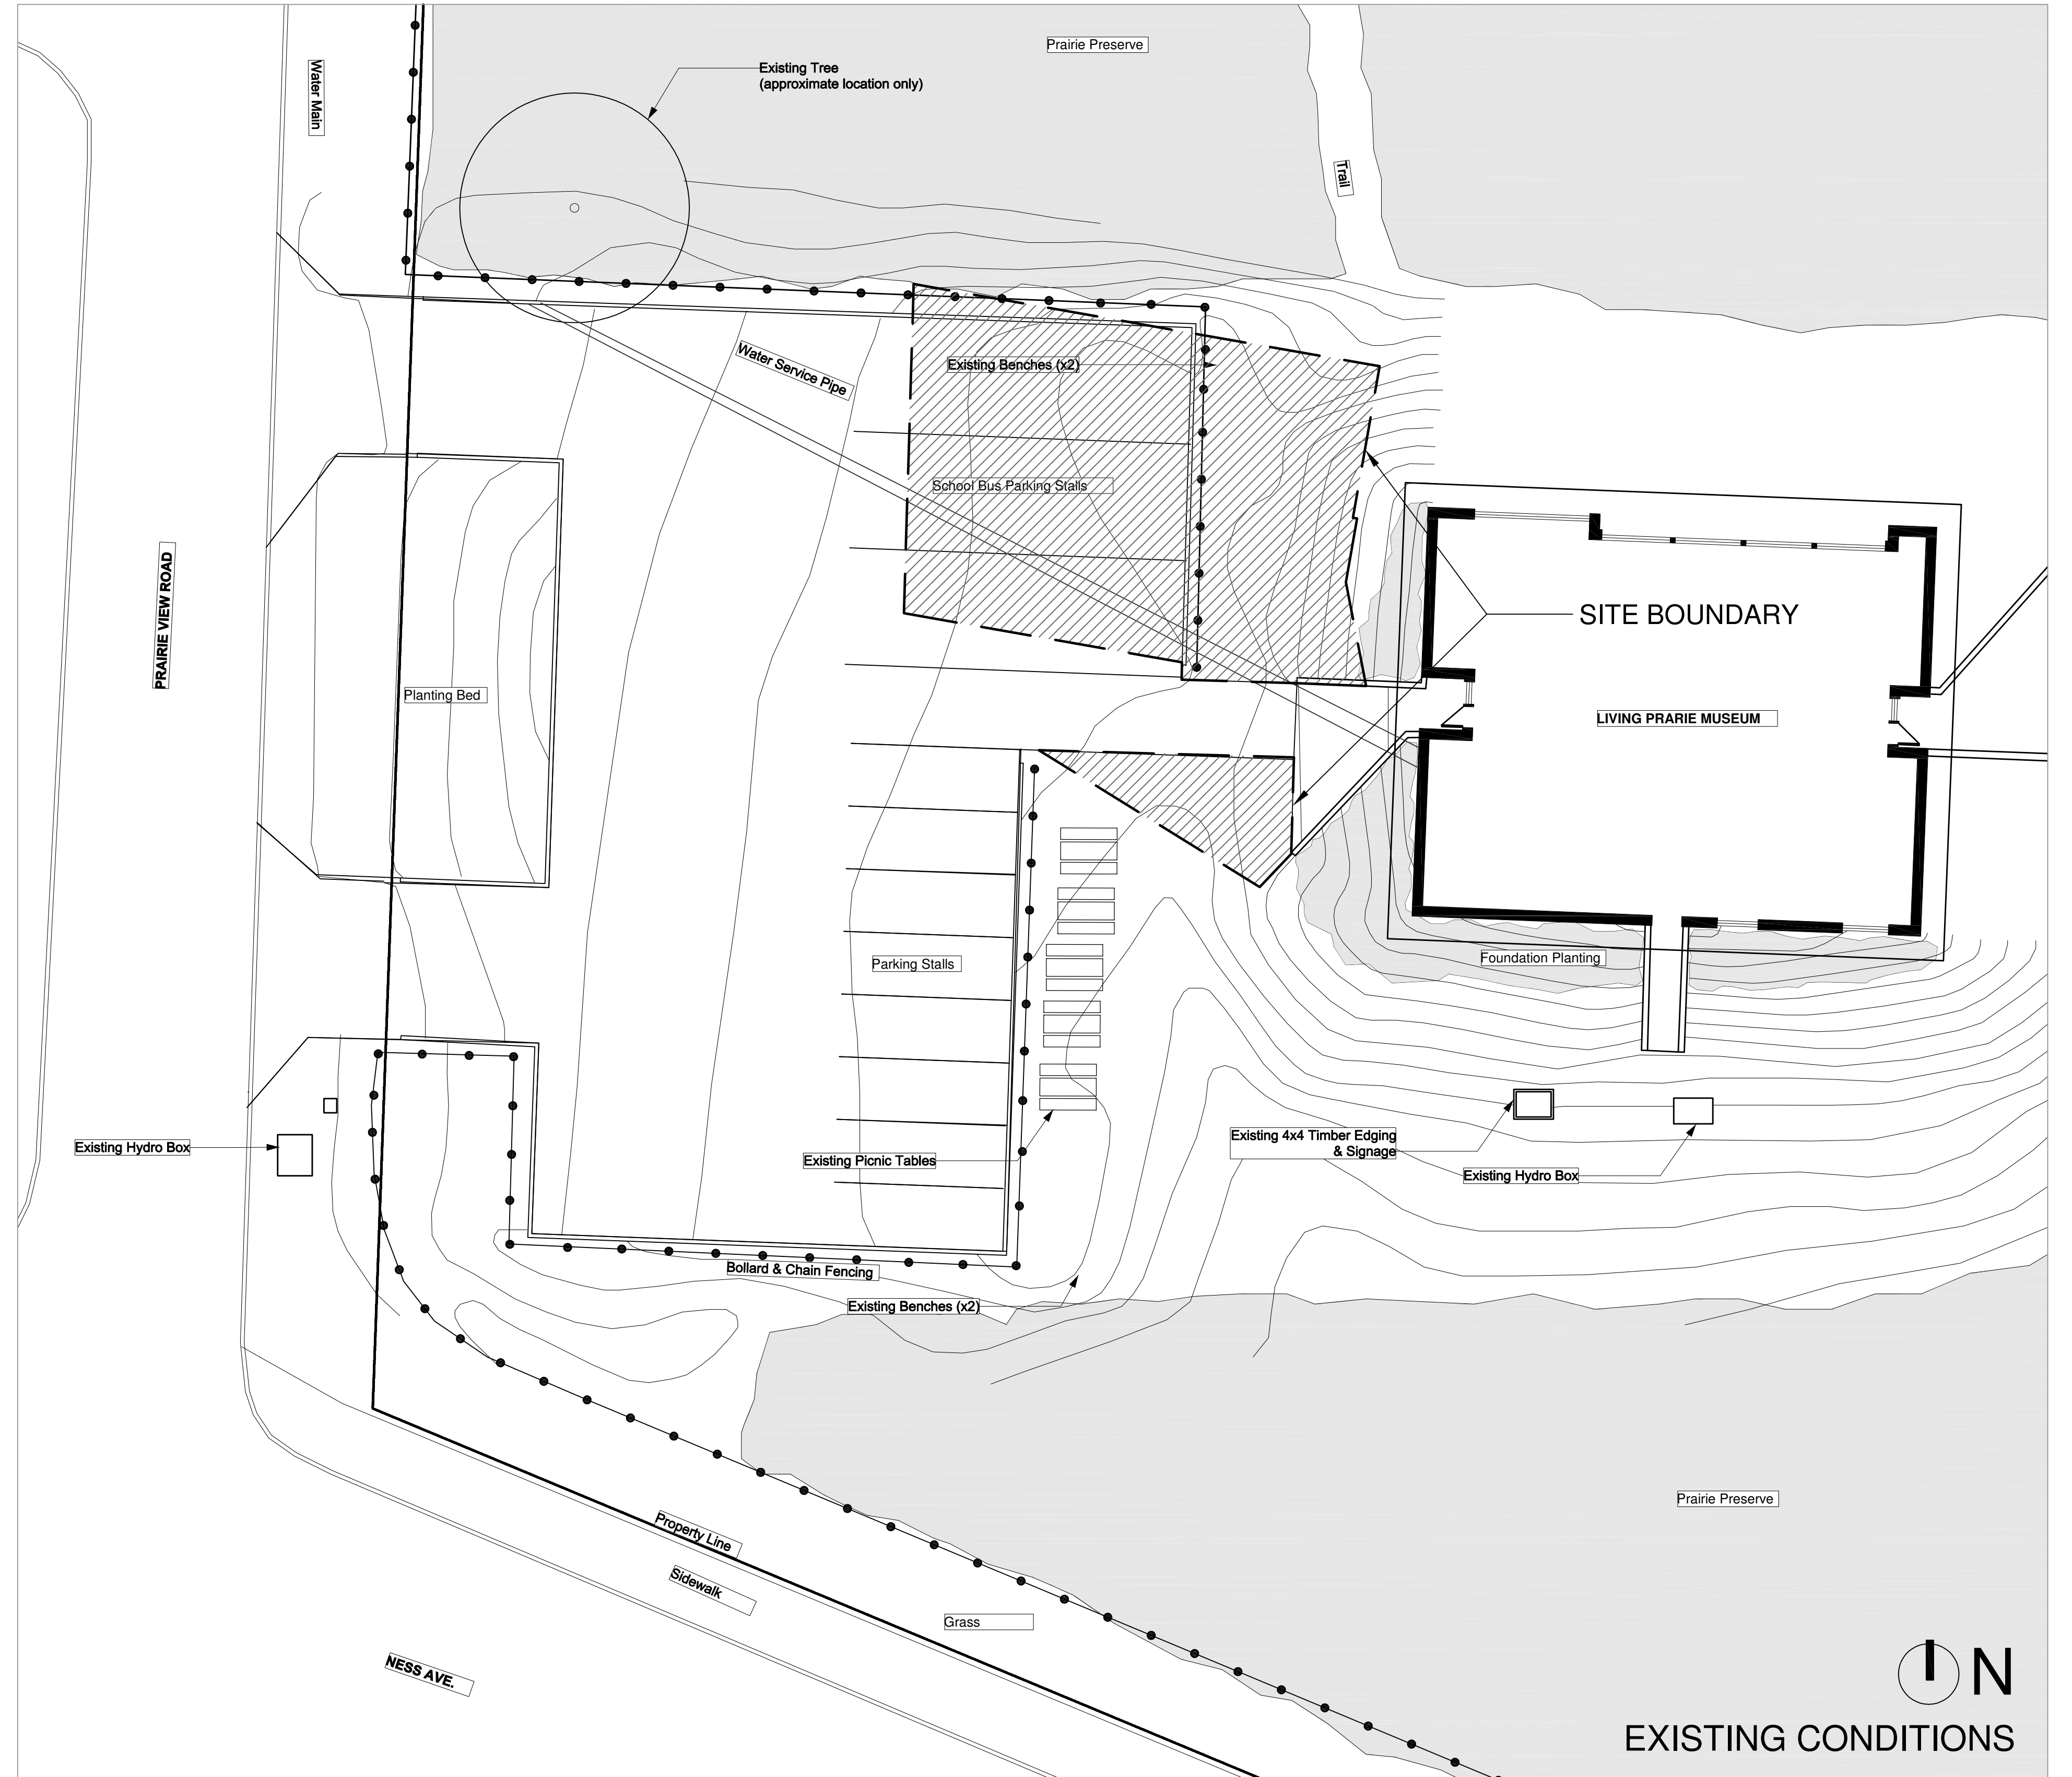 Prairie Preserve
Existing Tree
(approximate location only)
Water Main
Trail
Water Service Pipe
Existing Benches (x2)
School Bus Parking Stalls
PRAIRIE VIEW ROAD
SITE BOUNDARY
Planting Bed
LIVING PRARIE MUSEUM
Parking Stalls
Foundation Planting
Existing Hydro Box
Existing Picnic Tables
Existing 4x4 Timber Edging
& Signage
Existing Hydro Box
Bollard & Chain Fencing
Existing Benches (x2)
Prairie Preserve
Property Line
Sidewalk
Grass
NESS AVE.
N
EXISTING CONDITIONS